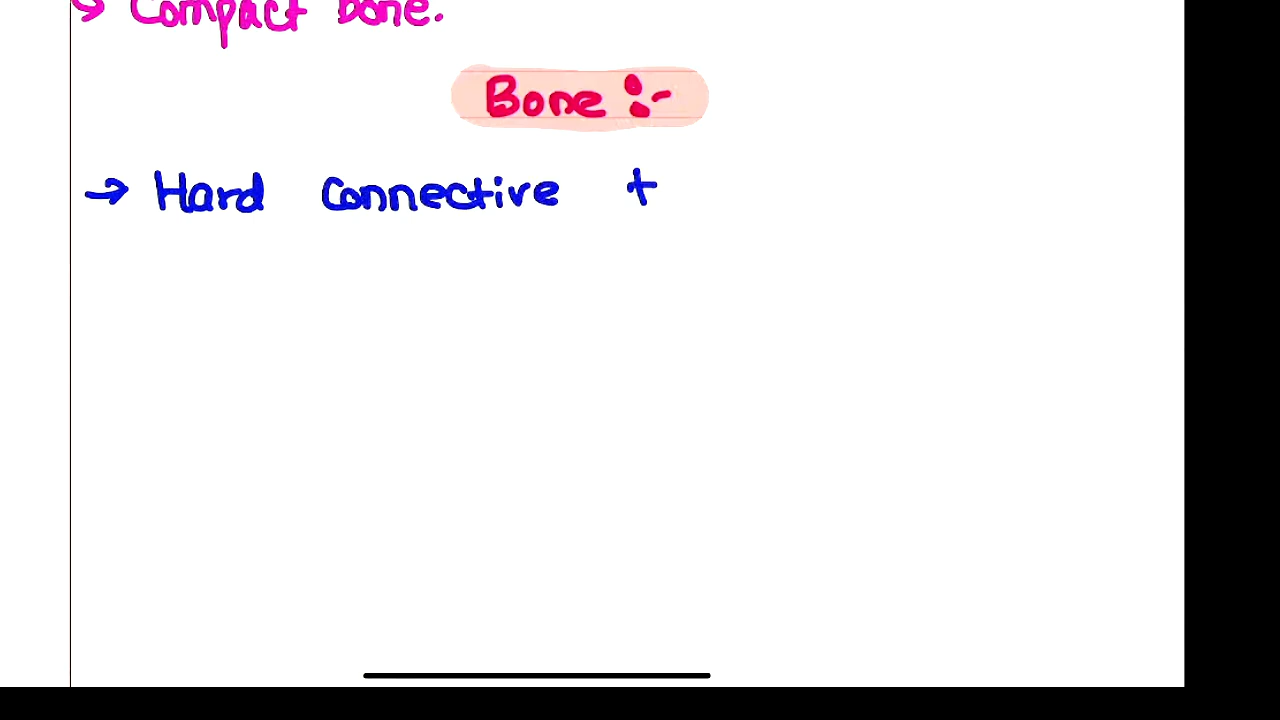 → Compact bone.
Bone :-
→ Hard connective t